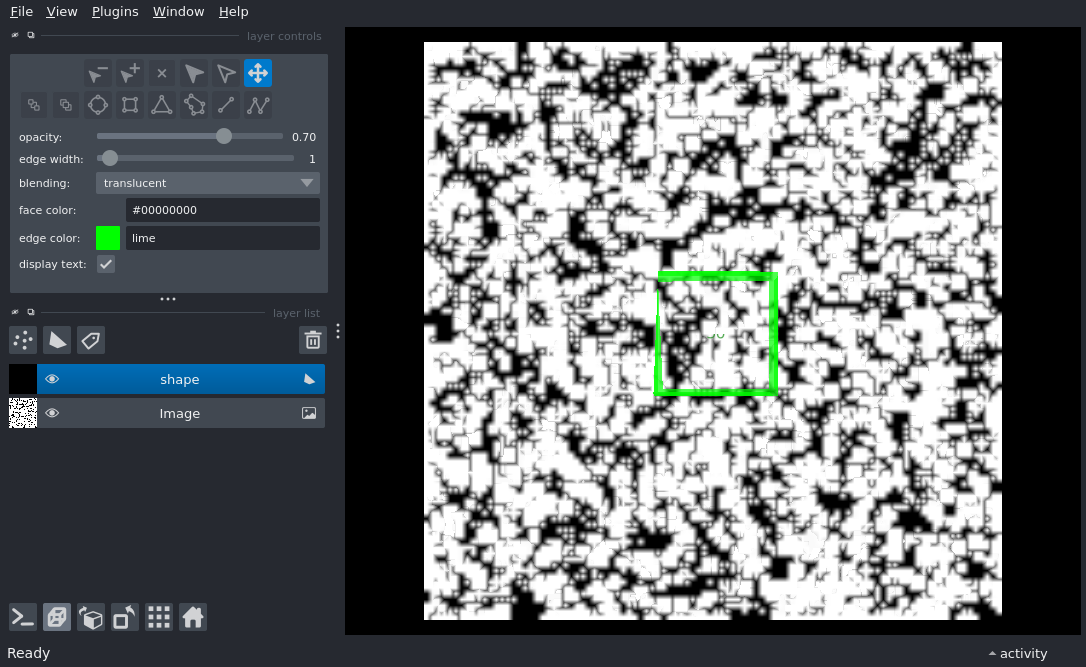 File View Plugins Window Help
layer controls
opacity: 0.70
edge width: 1
blending: translucent
face color: #00000000
edge color: lime
display text:
layer list
shape
Image
Ready
activity